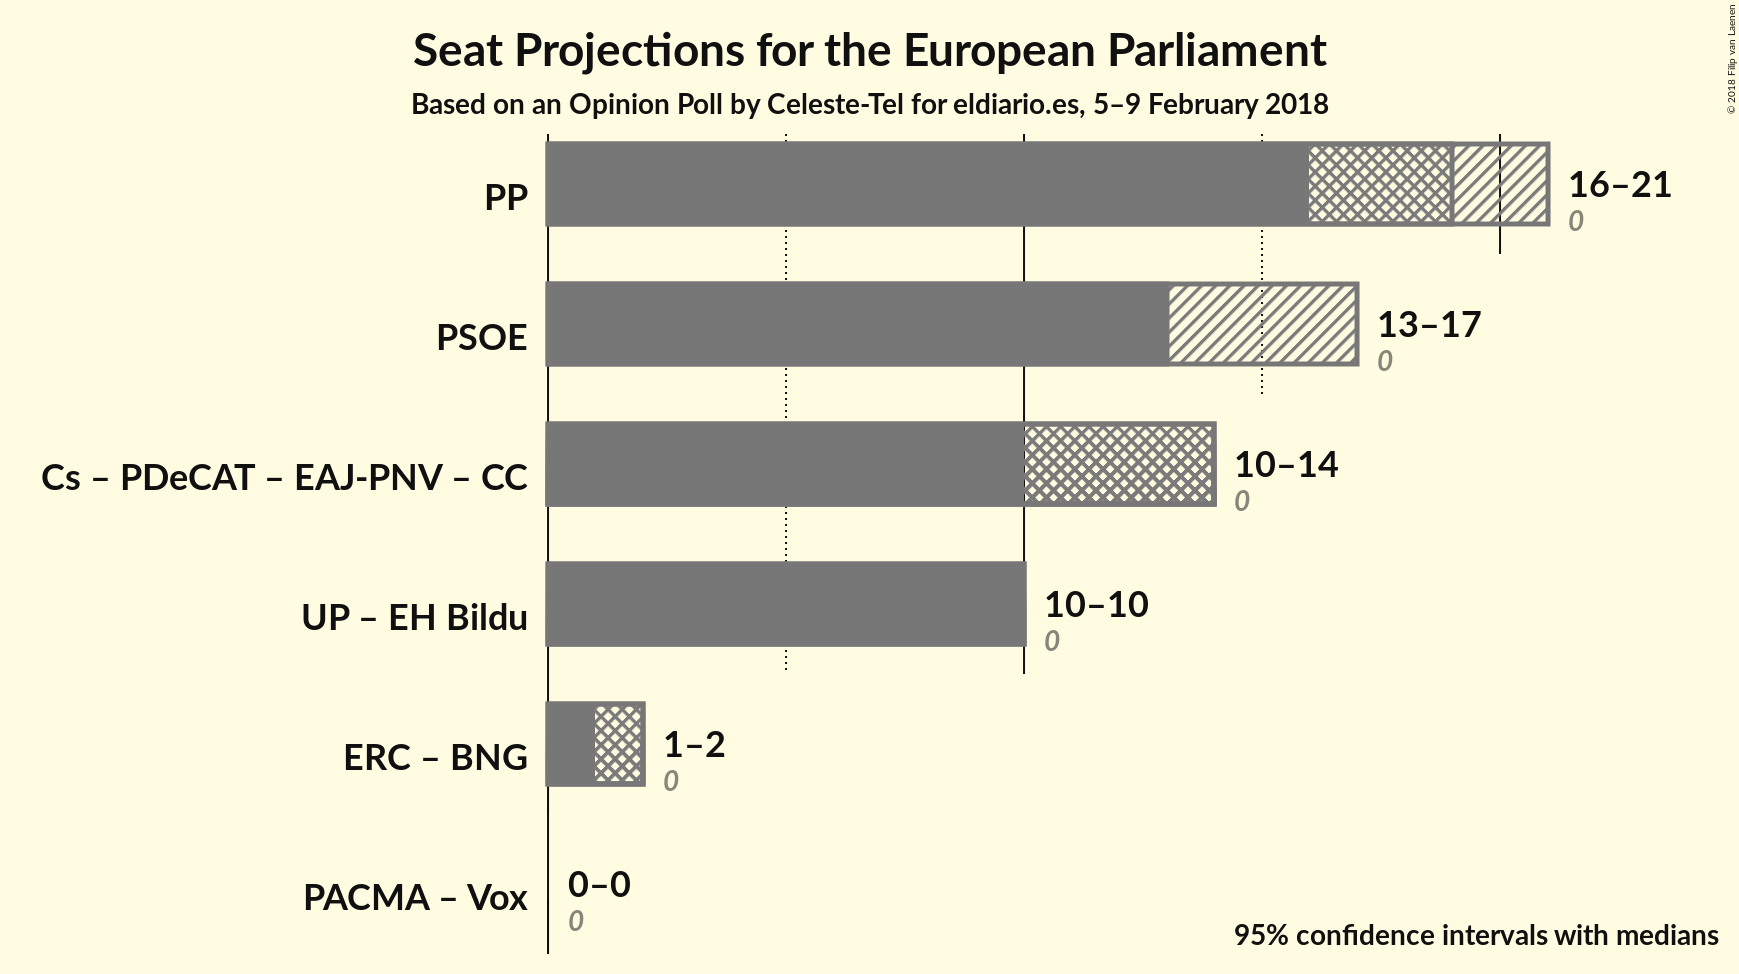 Seat Projections for the European Parliament
Based on an Opinion Poll by Celeste-Tel for eldiario.es, 5–9 February 2018
© 2018 Filip van Laenen
PP
16–21
0
PSOE
13–17
0
Cs – PDeCAT – EAJ-PNV – CC
10–14
0
UP – EH Bildu
10–10
0
ERC – BNG
1–2
0
PACMA – Vox
0–0
0
95% confidence intervals with medians